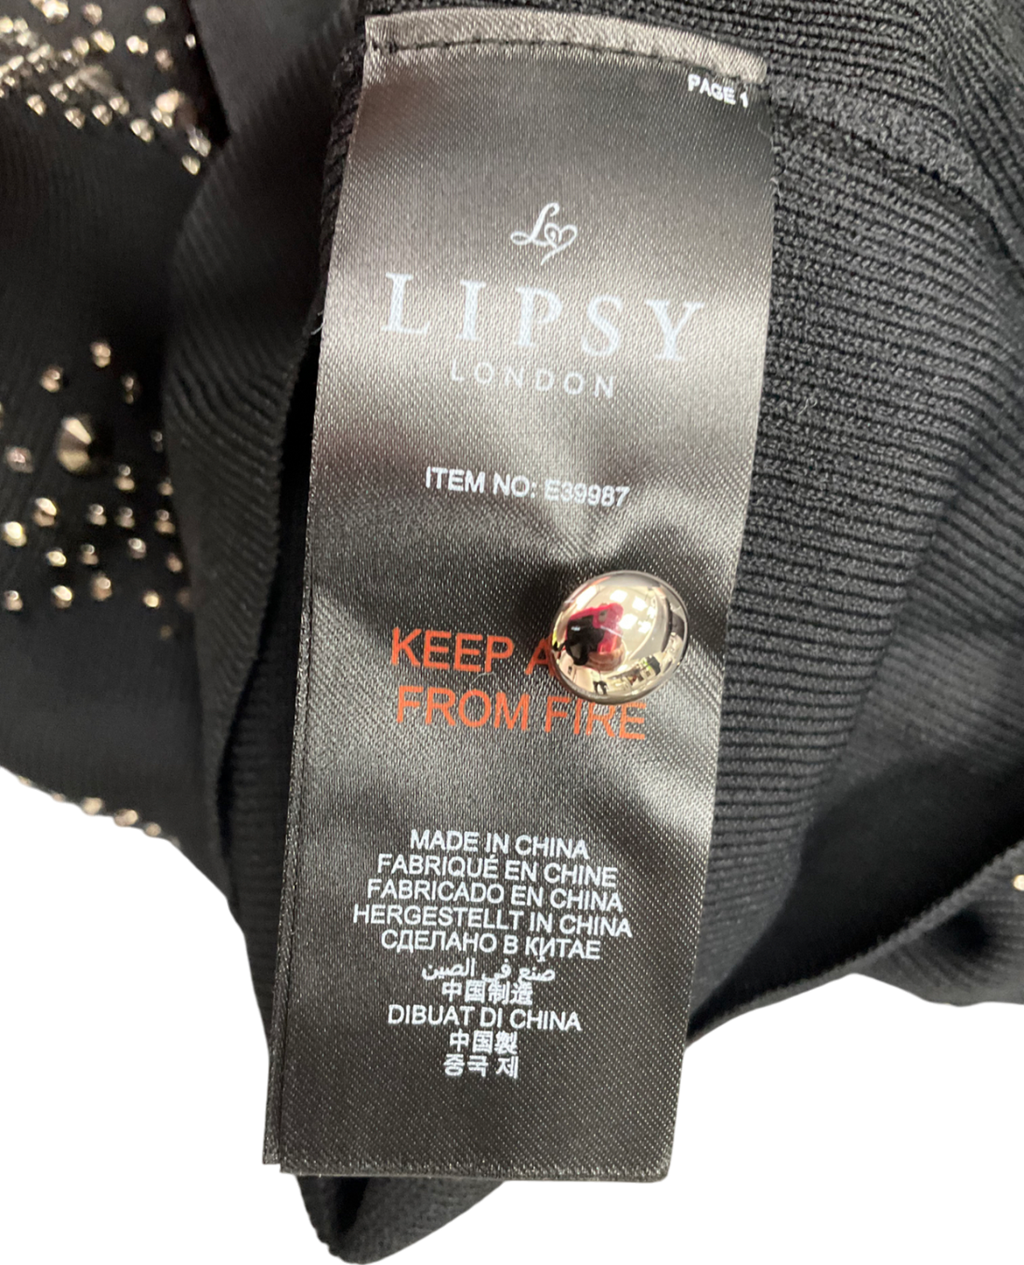 PAGE 1
LIPSY
LONDON
ITEM NO: E39987
KEEP
FROM FIRE
MADE IN CHINA
FABRIQUÉ EN CHINE
FABRICADO EN CHINA
HERGESTELLT IN CHINA
СДЕЛАНО В КИТАЕ
صنع في الصين
中国制造
DIBUAT DI CHINA
中国製
중국 제